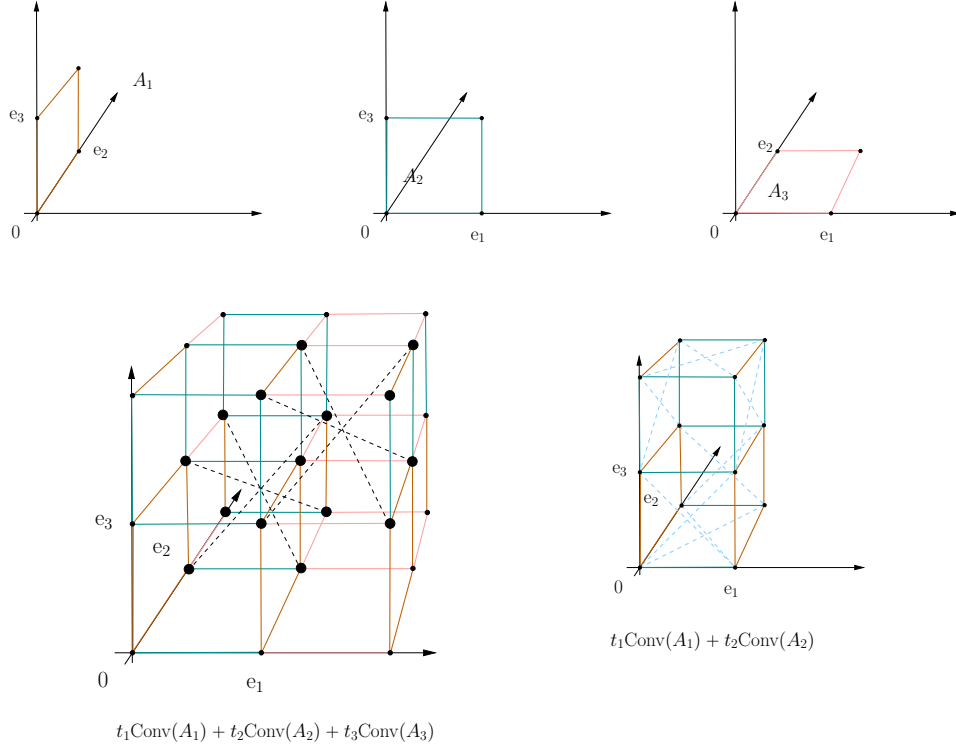 A₁
e₃
e₂
0
e₃
A₂
0
e₁
e₂
A₃
0
e₁
e₃
e₂
0
e₁
t₁Conv(A₁) + t₂Conv(A₂) + t₃Conv(A₃)
e₃
e₂
0
e₁
t₁Conv(A₁) + t₂Conv(A₂)